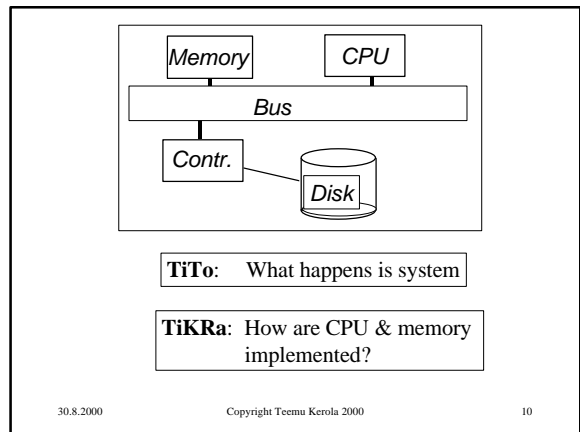 Memory
CPU
Bus
Contr.
Disk
TiTo: What happens is system
TiKRa: How are CPU & memory
implemented?
30.8.2000 Copyright Teemu Kerola 2000 10